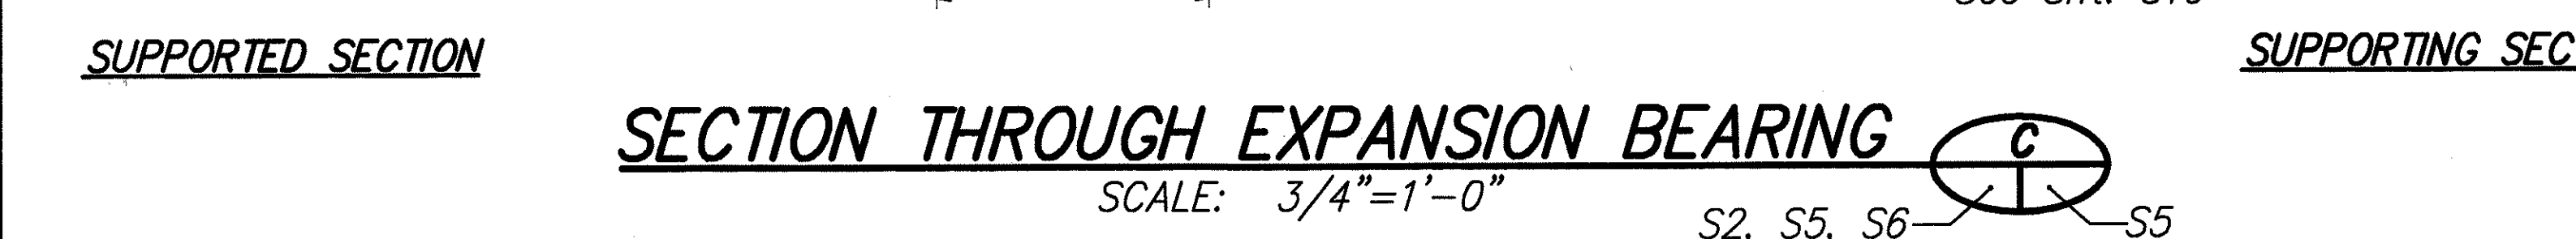 SUPPORTED SECTION
SUPPORTING SEC
SECTION THROUGH EXPANSION BEARING C
SCALE: 3/4"=1'-0"
S2, S5, S6 S5